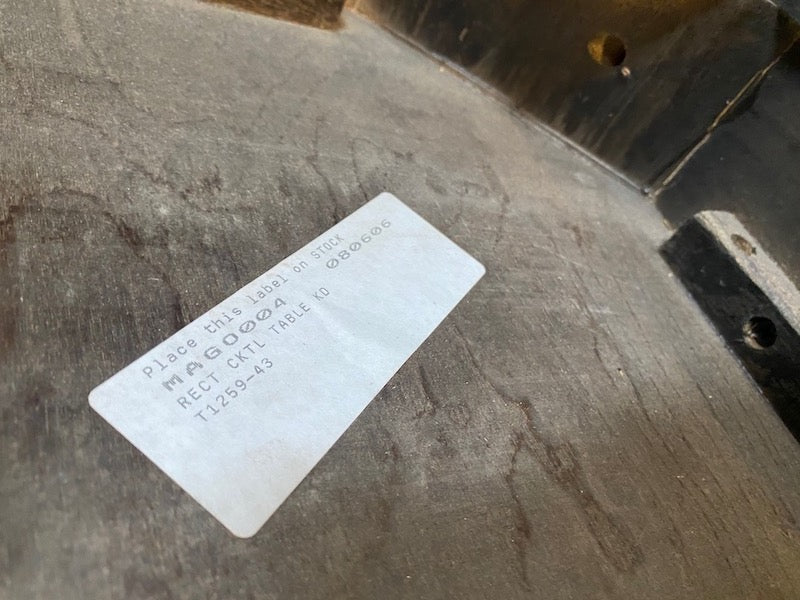 Place this label on STOCK
MAG0004 080606
RECT CKTL TABLE KD
T1259-43